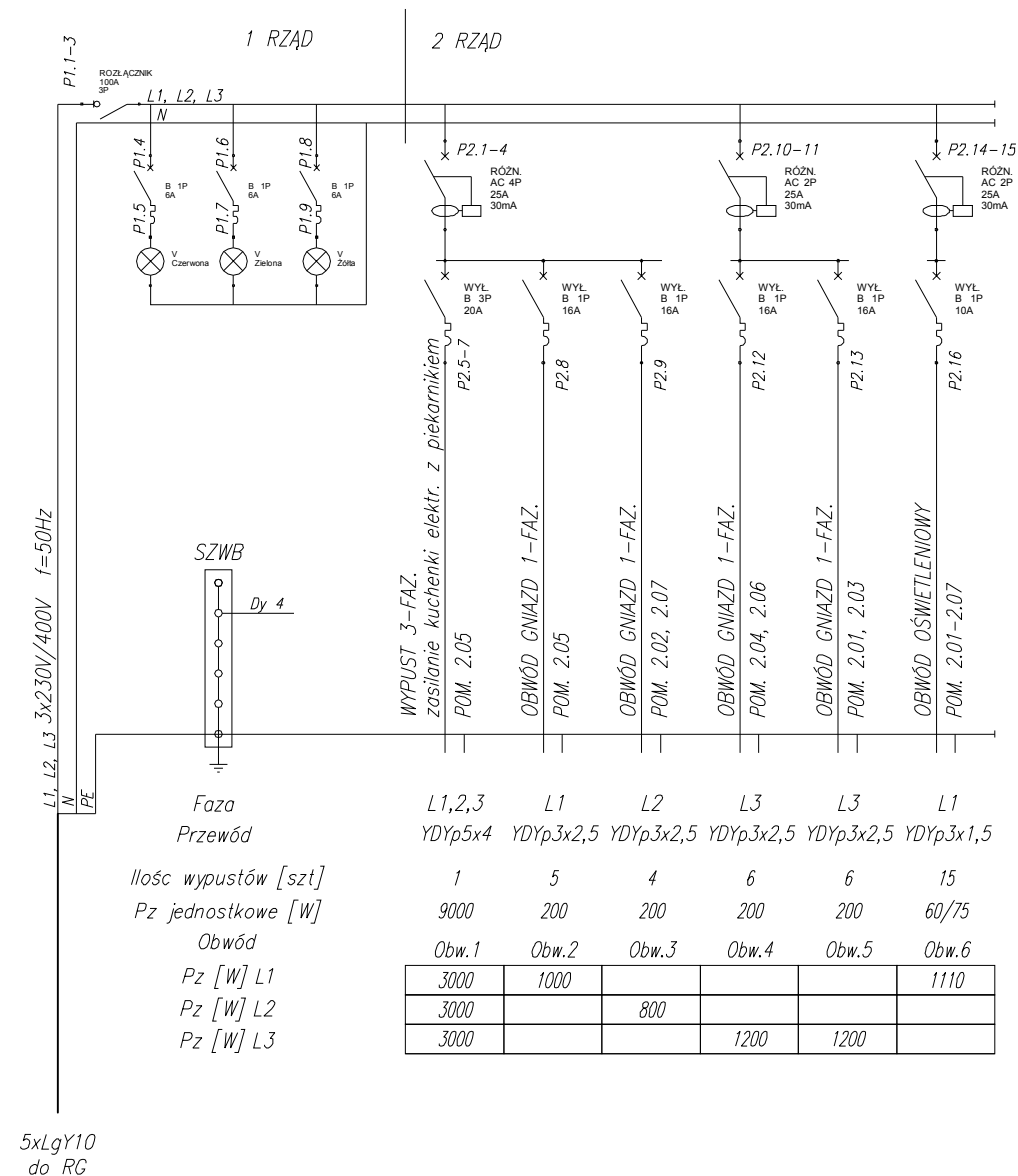 1 RZĄD
2 RZĄD
P1.1-3
ROZŁĄCZNIK
100A
3P
L1, L2, L3
N
P1.4
B 1P
6A
P1.5
V
Czerwona
P1.6
B 1P
6A
P1.7
V
Zielona
P1.8
B 1P
6A
P1.9
V
Żółta
P2.1-4
RÓŻN.
AC 4P
25A
30mA
P2.10-11
RÓŻN.
AC 2P
25A
30mA
P2.14-15
RÓŻN.
AC 2P
25A
30mA
WYŁ.
B 3P
20A
P2.5-7
WYŁ.
B 1P
16A
P2.8
WYŁ.
B 1P
16A
P2.9
WYŁ.
B 1P
16A
P2.12
WYŁ.
B 1P
16A
P2.13
WYŁ.
B 1P
10A
P2.16
WYPUST 3-FAZ.
zasilanie kuchenki elektr. z piekarnikiem
POM. 2.05
OBWÓD GNIAZD 1-FAZ.
POM. 2.05
OBWÓD GNIAZD 1-FAZ.
POM. 2.02, 2.07
OBWÓD GNIAZD 1-FAZ.
POM. 2.04, 2.06
OBWÓD GNIAZD 1-FAZ.
POM. 2.01, 2.03
OBWÓD OŚWIETLENIOWY
POM. 2.01-2.07
SZWB
Dy 4
L1, L2, L3 3x230V/400V f=50Hz
N
PE
Faza L1,2,3 L1 L2 L3 L3 L1
Przewód YDYp5x4 YDYp3x2,5 YDYp3x2,5 YDYp3x2,5 YDYp3x2,5 YDYp3x1,5
Ilośc wypustów [szt] 1 5 4 6 6 15
Pz jednostkowe [W] 9000 200 200 200 200 60/75
Obwód Obw.1 Obw.2 Obw.3 Obw.4 Obw.5 Obw.6
Pz [W] L1 3000 1000 1110
Pz [W] L2 3000 800
Pz [W] L3 3000 1200 1200
5xLgY10
do RG